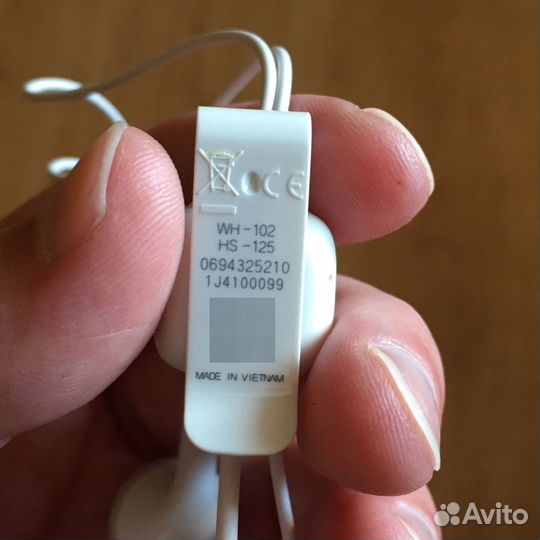 CE
WH-102
HS-125
0694325210
1J4100099
MADE IN VIETNAM
Avito